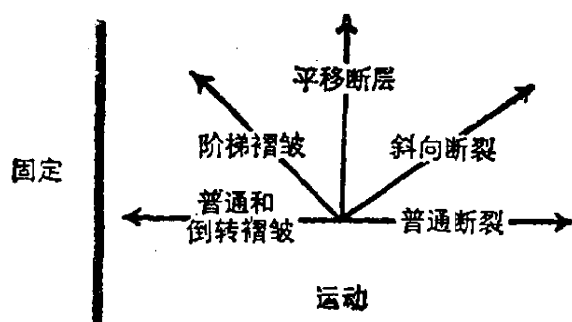 平移断层
阶梯褶皱
斜向断裂
固定
普通和
倒转褶皱
普通断裂
运动